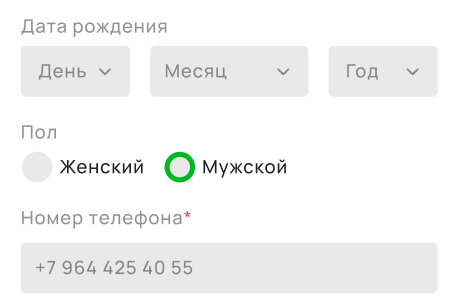 Дата рождения
День Месяц Год
Пол
Женский Мужской
Номер телефона*
+7 964 425 40 55